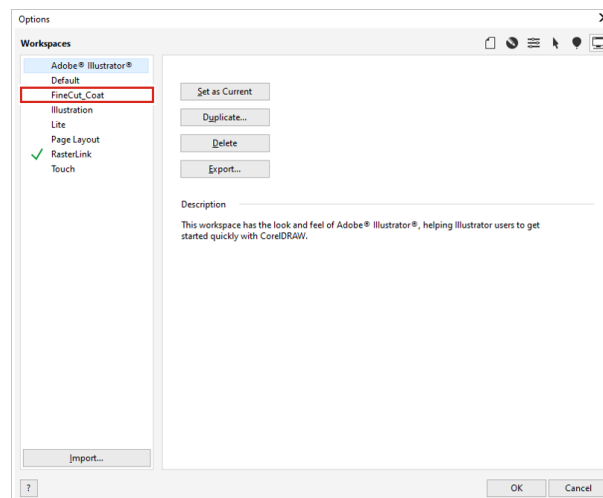 Options
Workspaces
Adobe® Illustrator®
Default
FineCut_Coat
Illustration
Lite
Page Layout
RasterLink
Touch
Import...
Set as Current
Duplicate...
Delete
Export...
Description
This workspace has the look and feel of Adobe® Illustrator®, helping Illustrator users to get
started quickly with CorelDRAW.
?
OK
Cancel